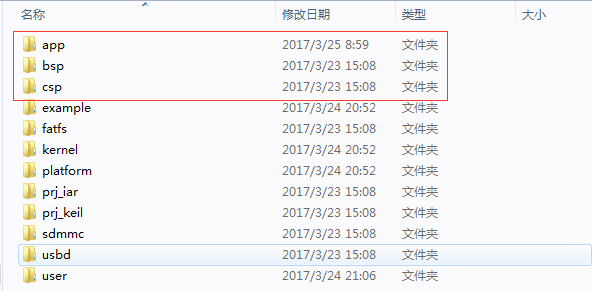 名称 修改日期 类型 大小
app 2017/3/25 8:59 文件夹
bsp 2017/3/23 15:08 文件夹
csp 2017/3/23 15:08 文件夹
example 2017/3/24 20:52 文件夹
fatfs 2017/3/23 15:08 文件夹
kernel 2017/3/24 20:52 文件夹
platform 2017/3/24 20:52 文件夹
prj_iar 2017/3/23 15:08 文件夹
prj_keil 2017/3/23 15:08 文件夹
sdmmc 2017/3/23 15:08 文件夹
usbd 2017/3/23 15:08 文件夹
user 2017/3/24 21:06 文件夹